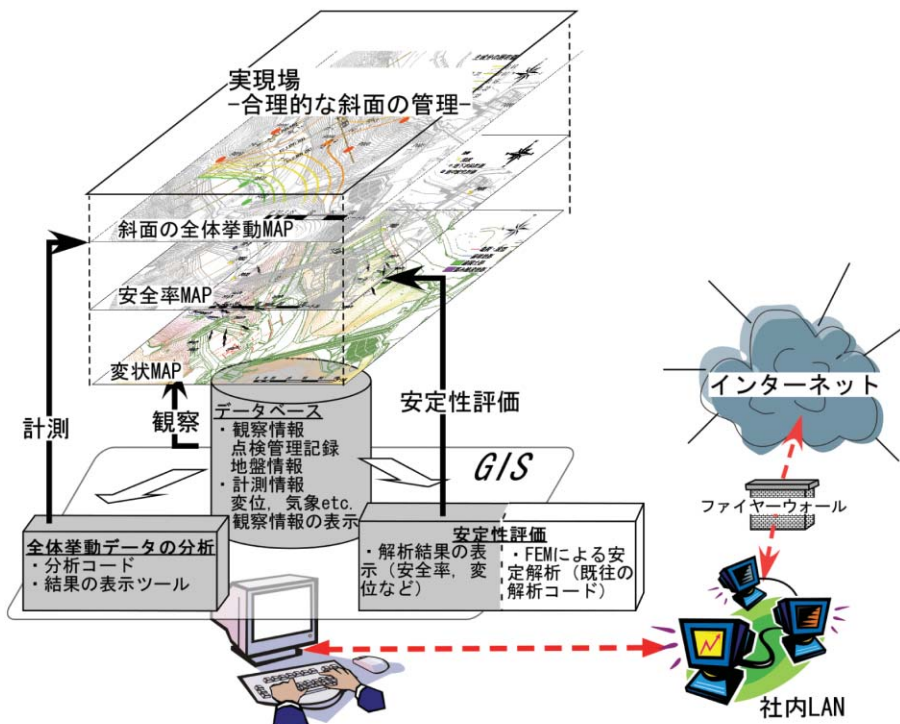 実現場
-合理的な斜面の管理-
斜面の全体挙動MAP
安全率MAP
変状MAP
計測
観察
安定性評価
データベース
・観察情報
点検管理記録
地盤情報
・計測情報
変位, 気象etc.
観察情報の表示
GIS
全体挙動データの分析
・分析コード
・結果の表示ツール
安定性評価
・解析結果の表
示（安全率, 変
位など）
・FEMによる安
定解析（既往の
解析コード）
インターネット
ファイヤーウォール
社内LAN